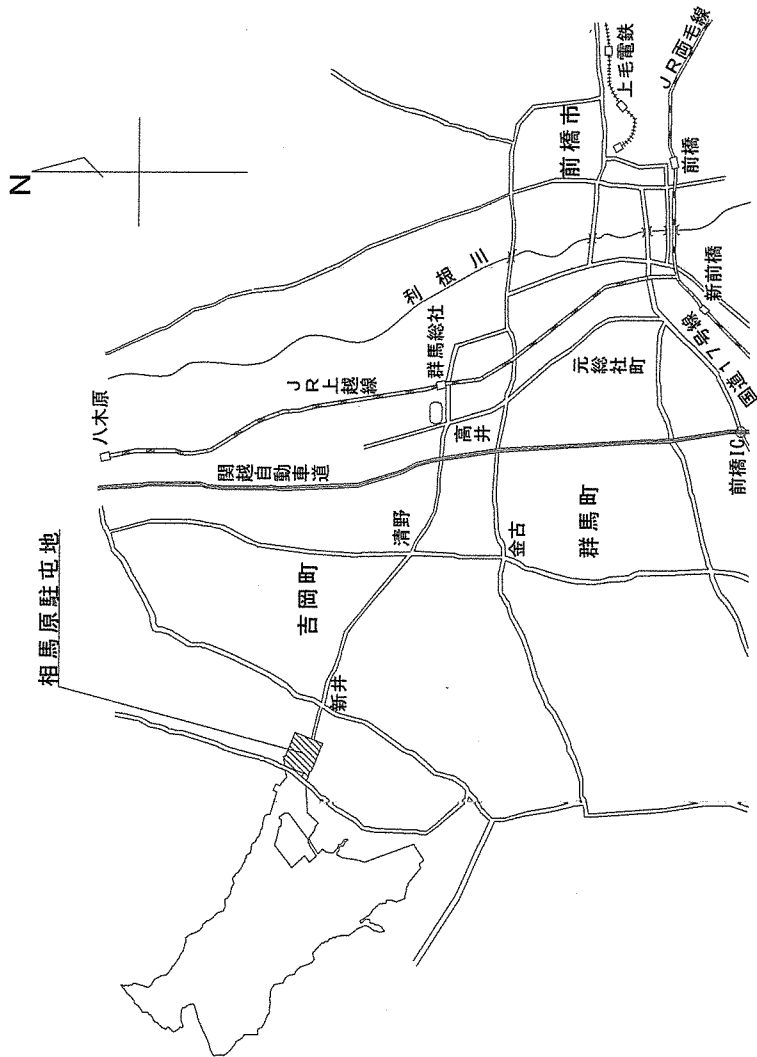 N
相馬原駐屯地
八木原
JR上越線
利根川
群馬総社
関越自動車道
吉岡町
清野
高井
新井
金古
群馬町
元総社町
前橋市
上毛電鉄
JR両毛線
前橋
新前橋
国道17号線
前橋IC